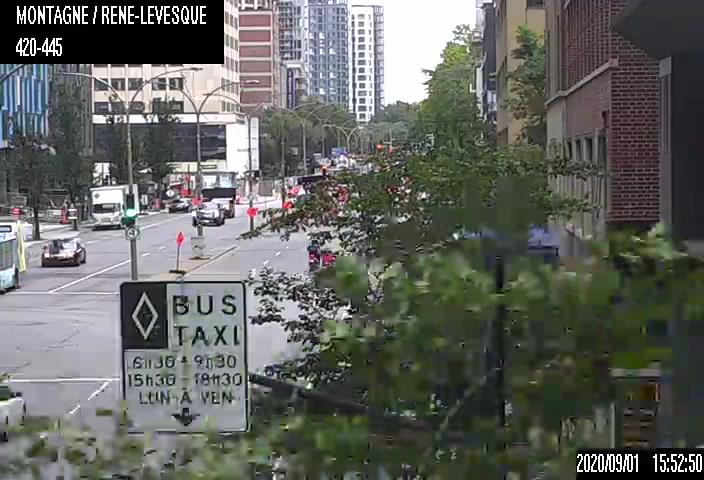 MONTAGNE / RENE-LEVESQUE
420-445
BUS
TAXI
6h30 - 9h30
15h30 - 18h30
LUN À VEN
2020/09/01 15:52:50